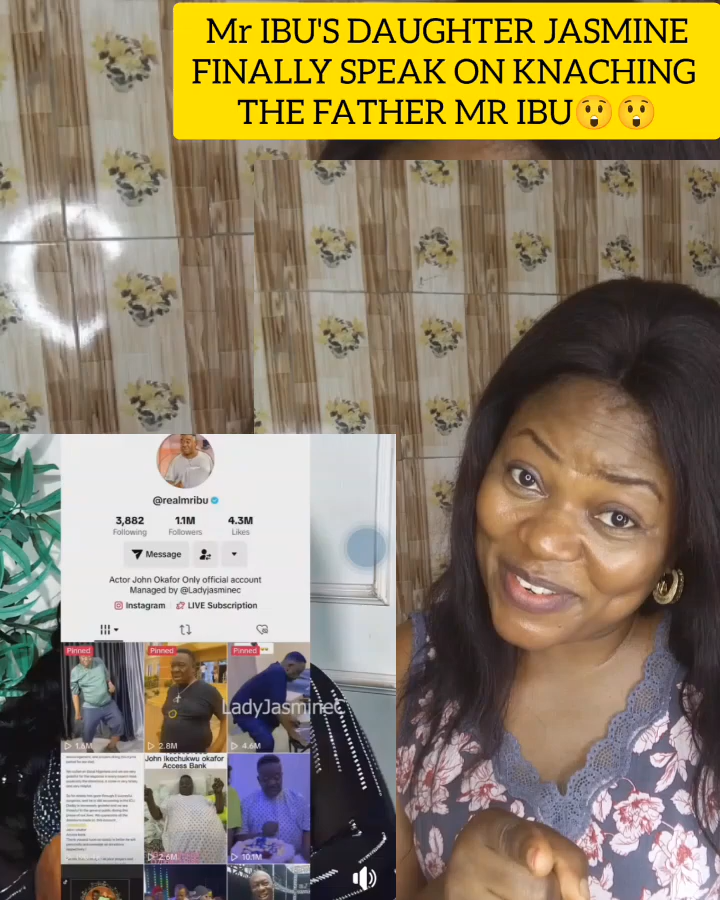 Mr IBU'S DAUGHTER JASMINE
FINALLY SPEAK ON KNACHING
THE FATHER MR IBU😲😲
@realmribu
3,882 1.1M 4.3M
Following Followers Likes
Message
Actor John Okafor Only official account
Managed by @Ladyjasminec
Instagram LIVE Subscription
Pinned Pinned Pinned
LadyJasmineC
1.6M 2.8M 4.6M
John Ikechukwu okafor
Access Bank
2.6M 10.1M